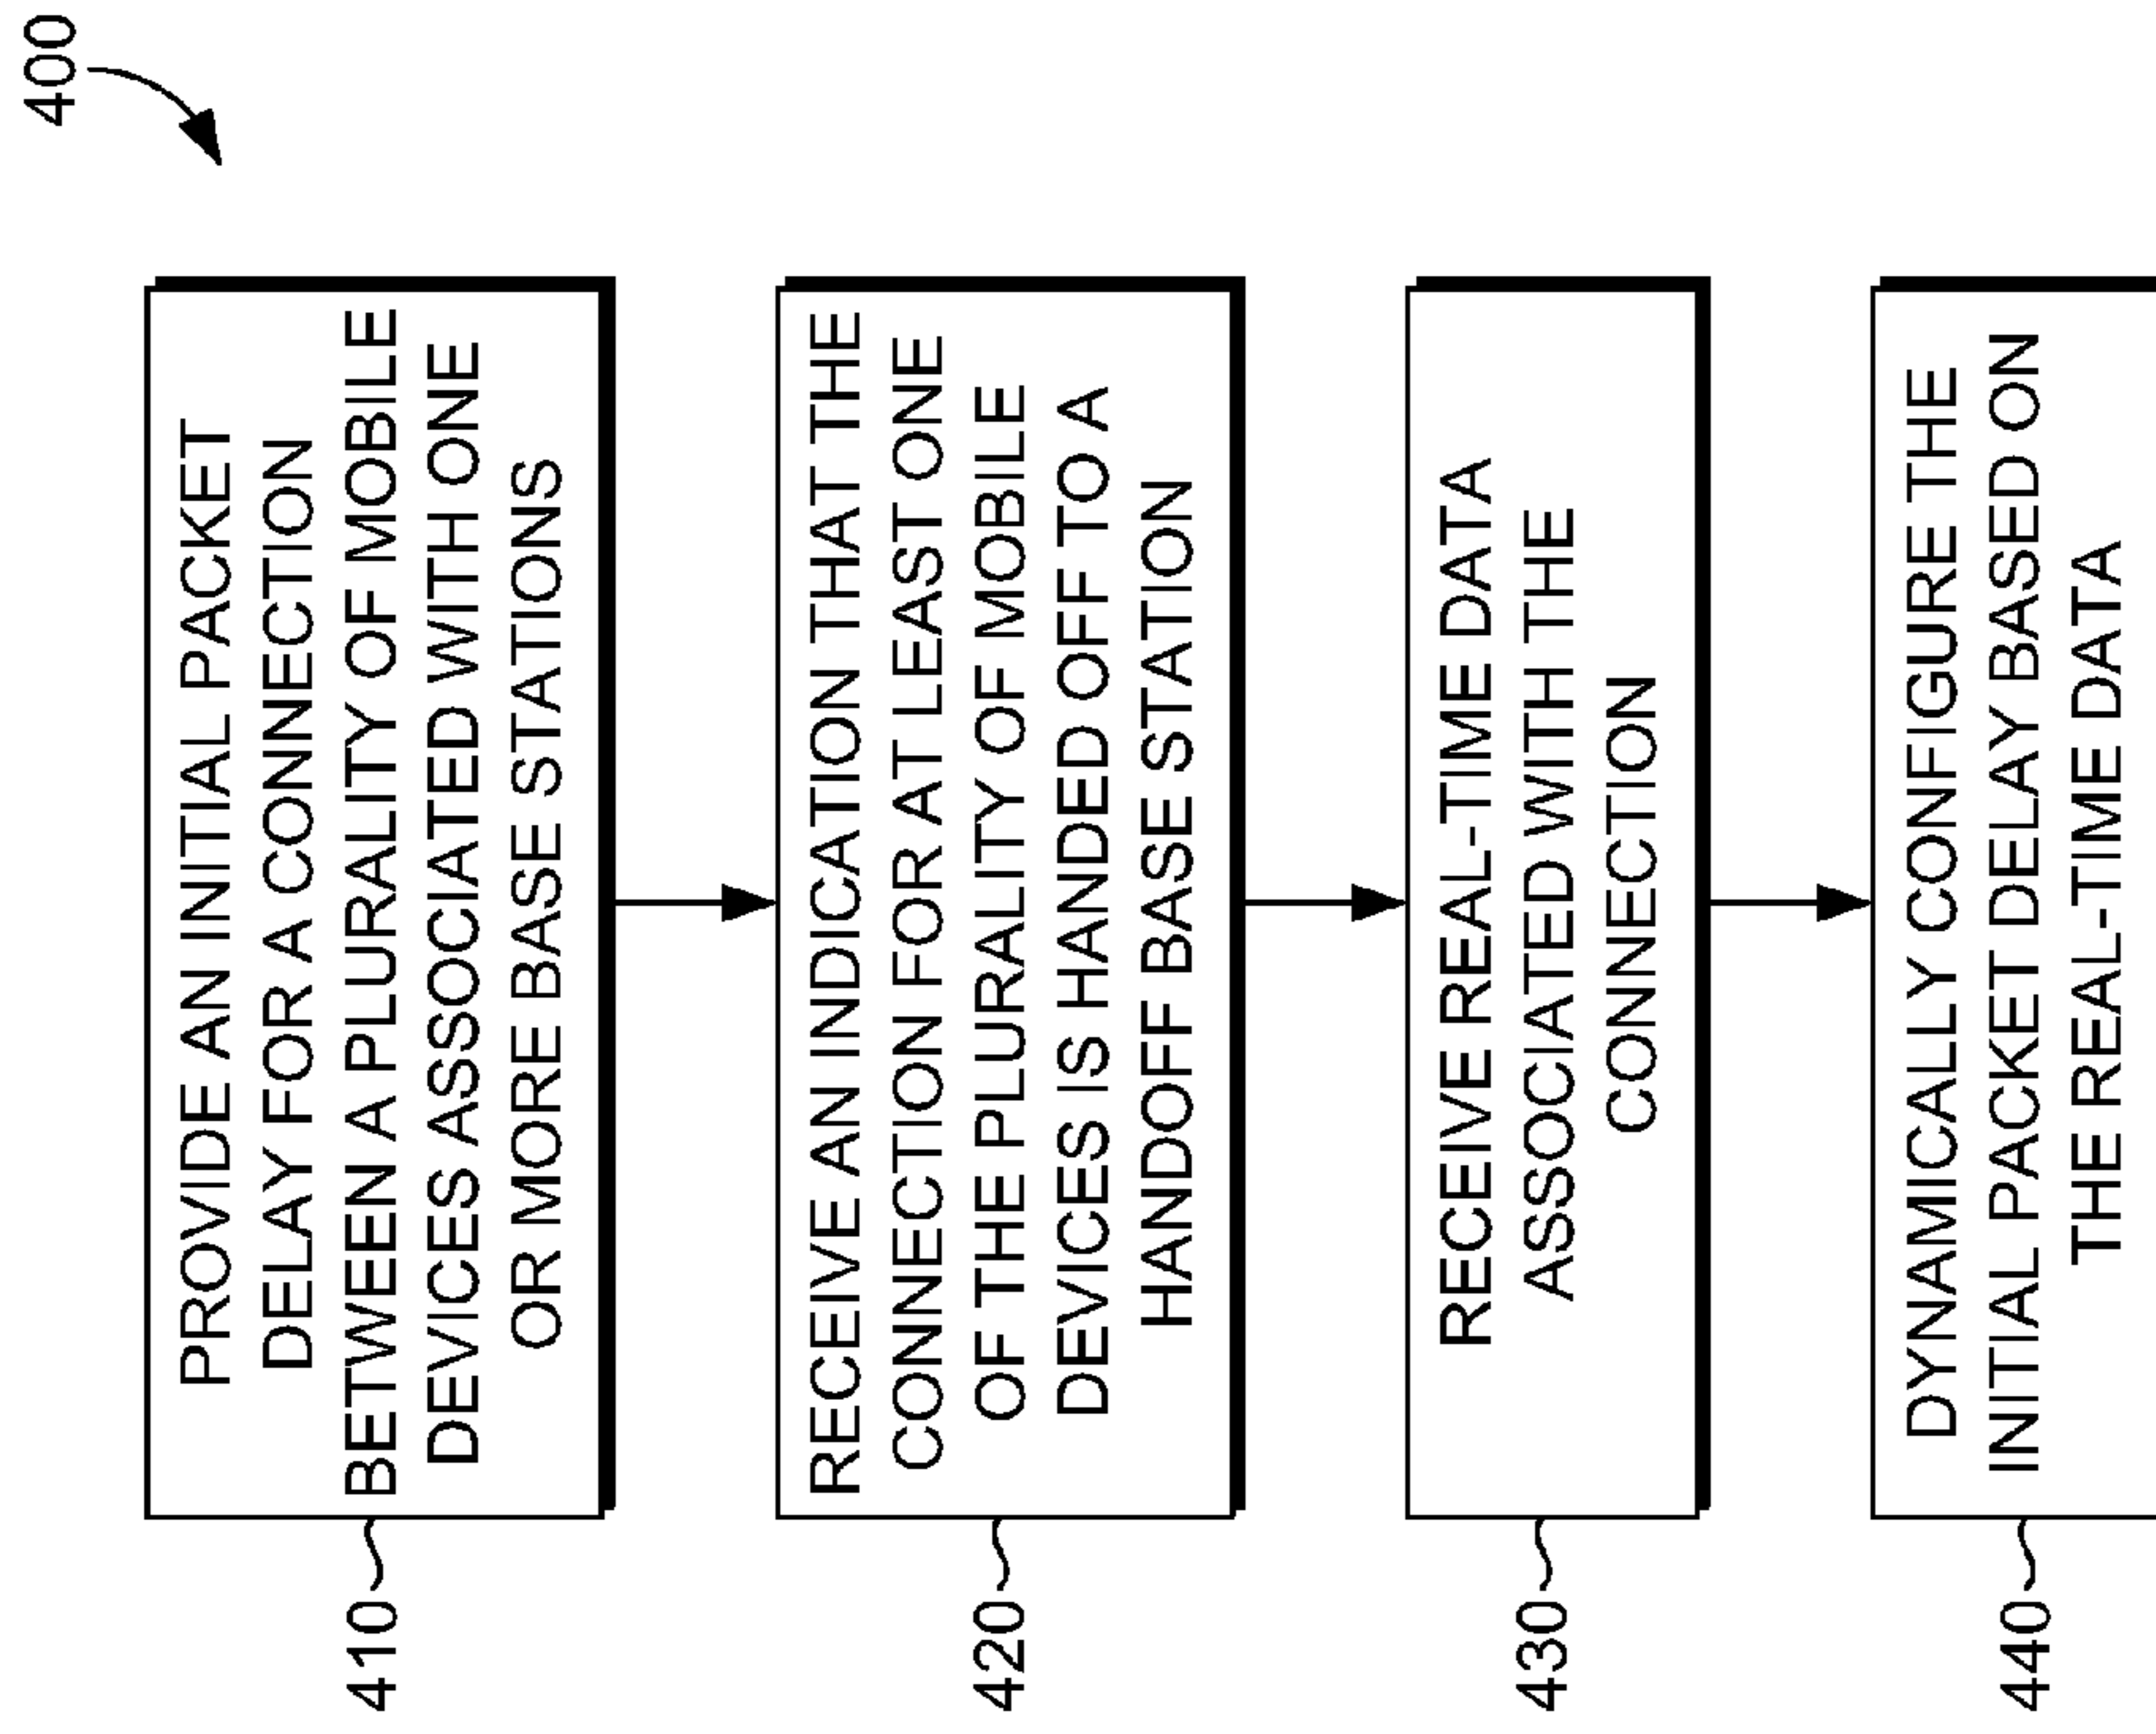 400
410
PROVIDE AN INITIAL PACKET
DELAY FOR A CONNECTION
BETWEEN A PLURALITY OF MOBILE
DEVICES ASSOCIATED WITH ONE
OR MORE BASE STATIONS
420
RECEIVE AN INDICATION THAT THE
CONNECTION FOR AT LEAST ONE
OF THE PLURALITY OF MOBILE
DEVICES IS HANDED OFF TO A
HANDOFF BASE STATION
430
RECEIVE REAL-TIME DATA
ASSOCIATED WITH THE
CONNECTION
440
DYNAMICALLY CONFIGURE THE
INITIAL PACKET DELAY BASED ON
THE REAL-TIME DATA